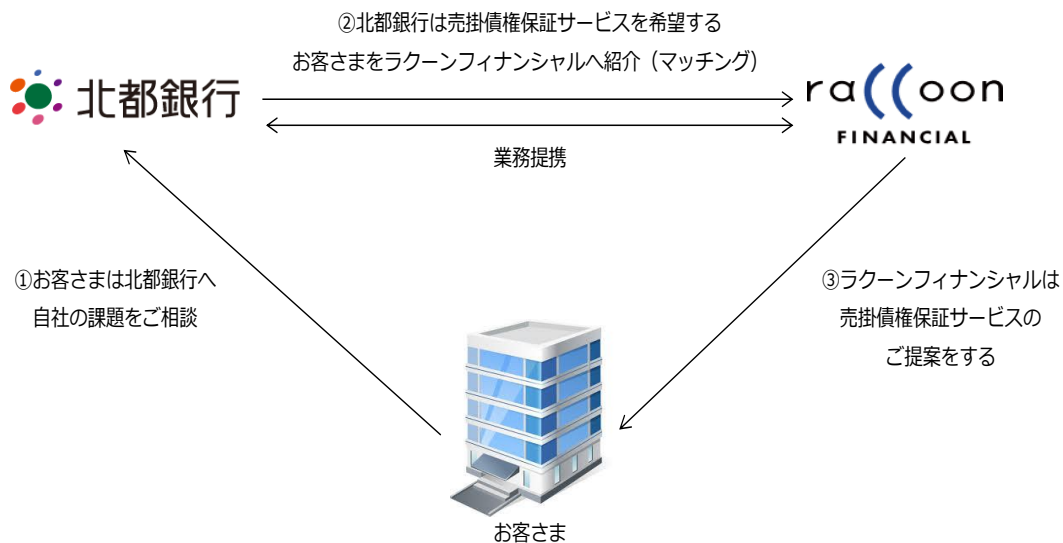 ②北都銀行は売掛債権保証サービスを希望する
お客さまをラクーンフィナンシャルへ紹介（マッチング）
北都銀行
raccoon
FINANCIAL
業務提携
①お客さまは北都銀行へ
自社の課題をご相談
③ラクーンフィナンシャルは
売掛債権保証サービスの
ご提案をする
お客さま